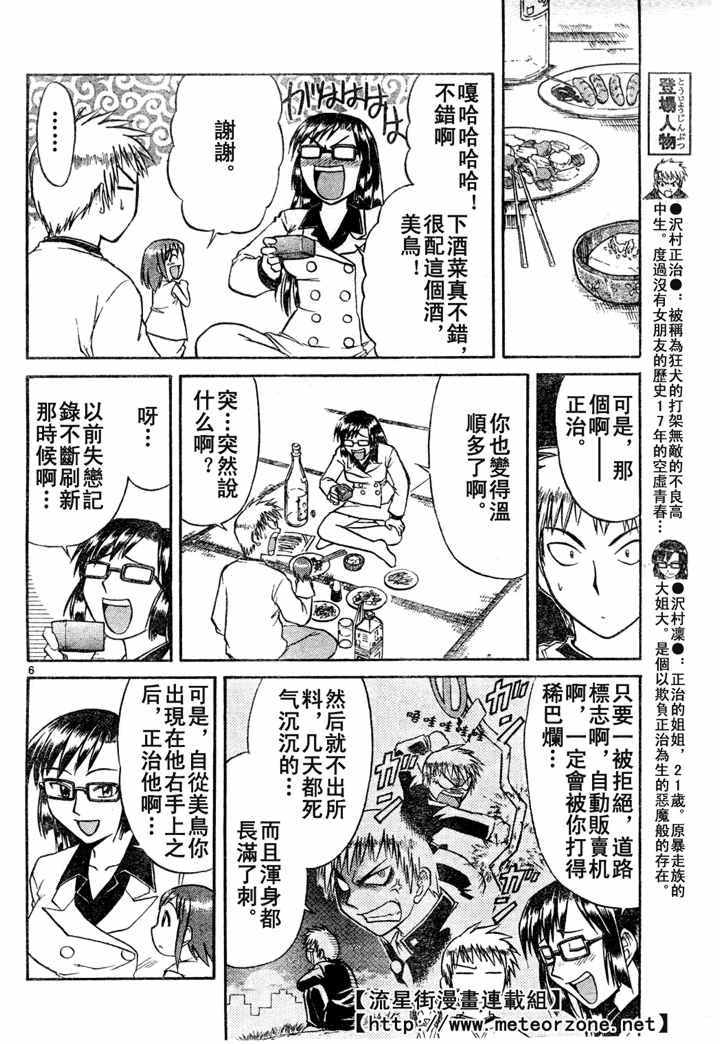 とうじょうじんぶつ
登場人物
●沢村正治●：被稱為狂犬的打架無敵的不良高
中生。度過沒有女朋友的歷史17年的空虛青春…
●沢村凜●：正治的姐姐，21歲。原暴走族的
大姐大。是個以欺負正治為生的惡魔般的存在。
嘎哈哈哈哈！
不錯啊
下酒菜真不錯，
很配這個酒，
美鳥！
がはははは
謝謝。
……
可是，那
個啊——
正治。
你也變得溫
順多了啊。
突…突然說
什么啊？
呀…
以前失戀記
錄不斷刷新
那時候啊…
只要一被拒絕，道路
標志啊，自動販賣机
啊，一定會被你打得
稀巴爛…
嗚哇哇哇
ガン
ガン
然后就不出所
料，几天都死
气沉沉的…
而且渾身都
長滿了刺。
可是，自從美鳥你
出現在他右手上之
后，正治他啊…
6
【流星街漫畫連載組】
【http://www.meteorzone.net】